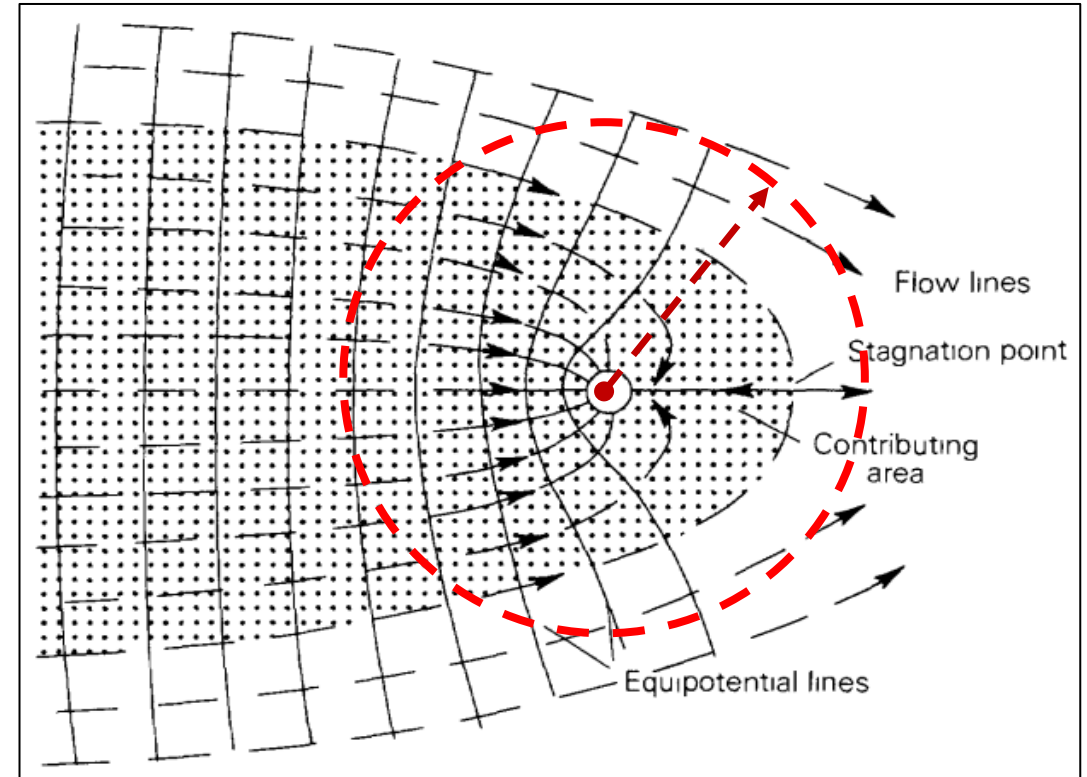 Flow lines
Stagnation point
Contributing
area
Equipotential lines